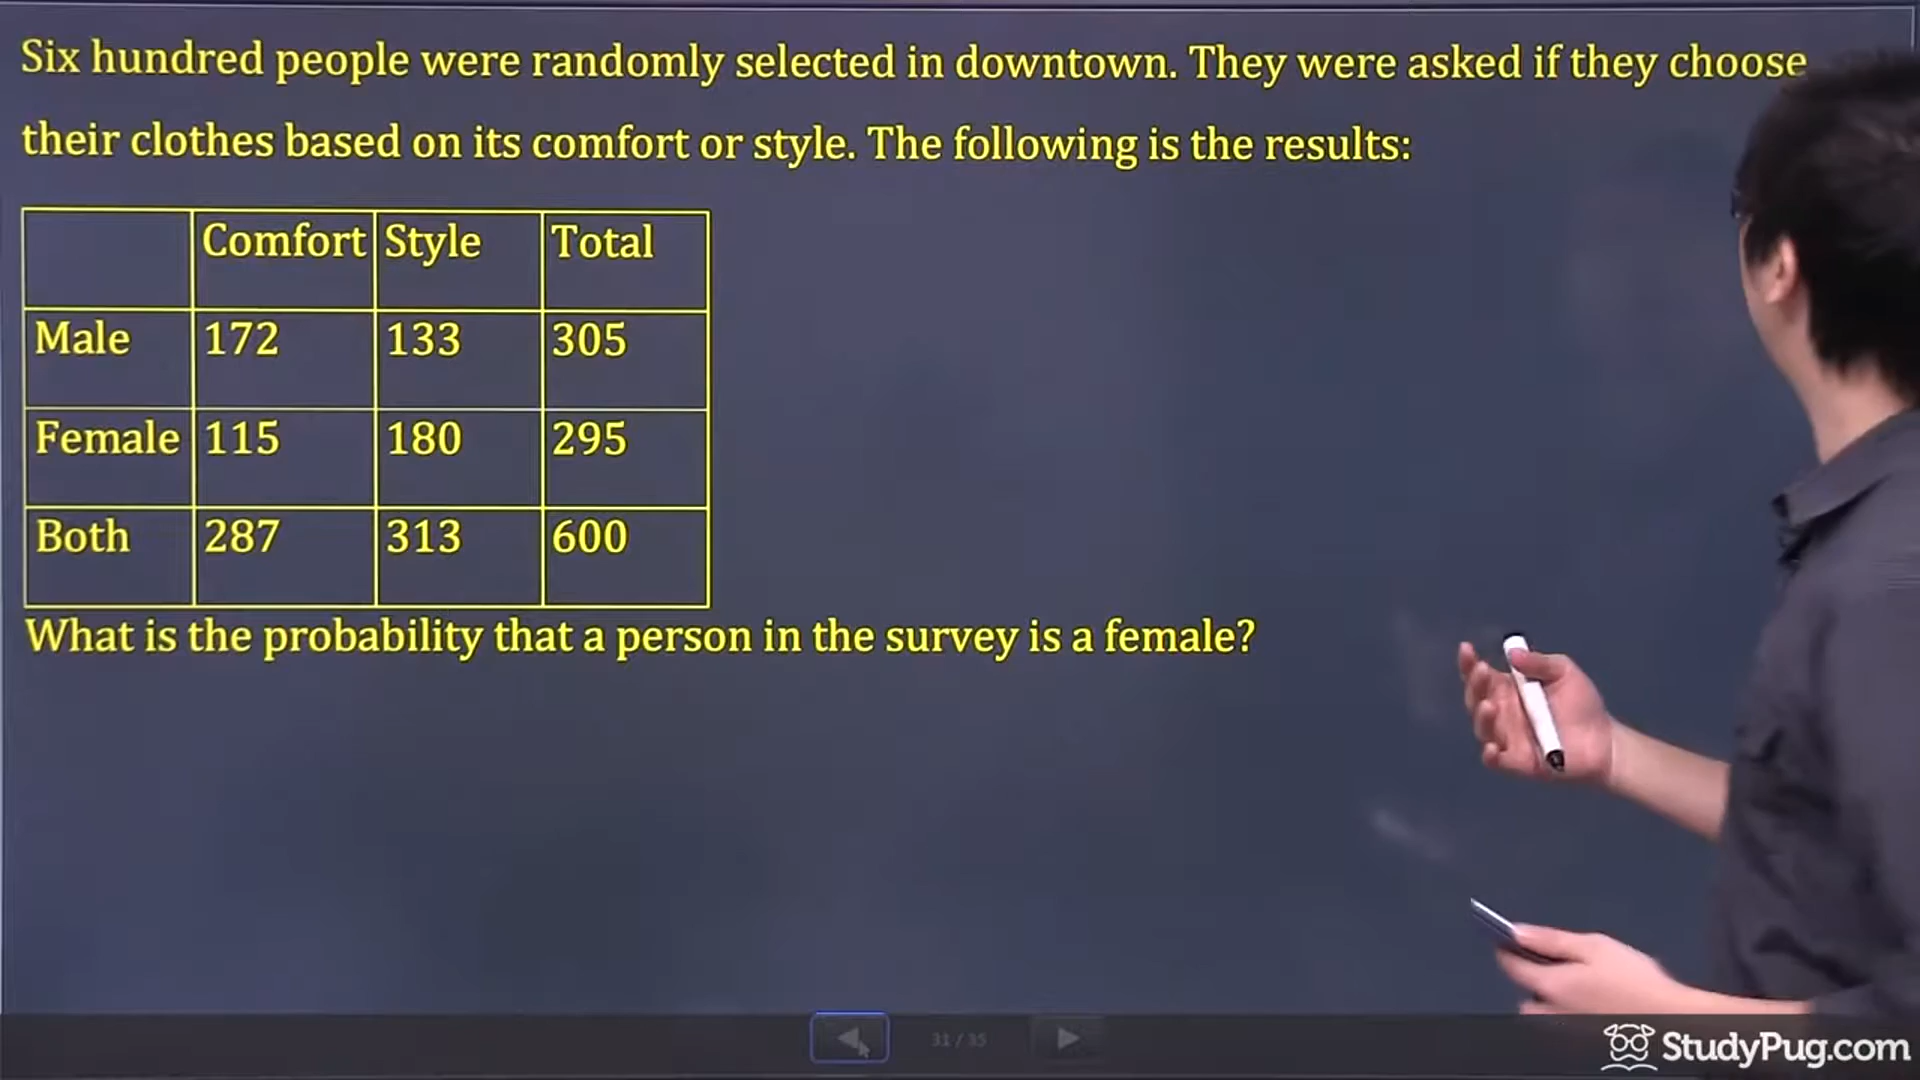 Six hundred people were randomly selected in downtown. They were asked if they choose
their clothes based on its comfort or style. The following is the results:
Comfort Style Total
Male 172 133 305
Female 115 180 295
Both 287 313 600
What is the probability that a person in the survey is a female?
31 / 35
StudyPug.com